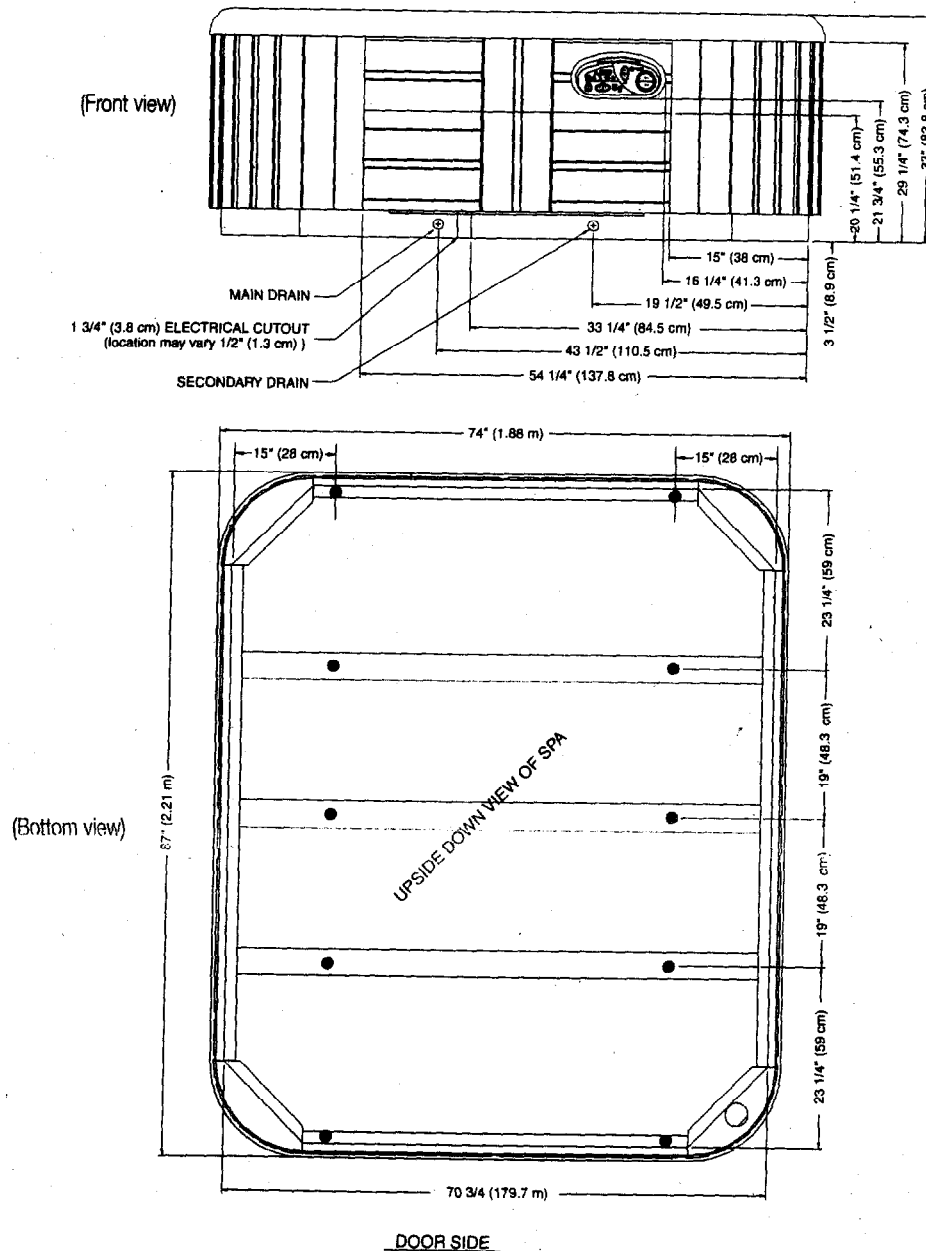 (Front view)
20 1/4" (51.4 cm)
21 3/4" (55.3 cm)
29 1/4" (74.3 cm)
3 1/2" (8.9 cm)
15" (38 cm)
16 1/4" (41.3 cm)
19 1/2" (49.5 cm)
33 1/4" (84.5 cm)
43 1/2" (110.5 cm)
54 1/4" (137.8 cm)
MAIN DRAIN
1 3/4" (3.8 cm) ELECTRICAL CUTOUT
(location may vary 1/2" (1.3 cm) )
SECONDARY DRAIN
74" (1.88 m)
15" (28 cm)
15" (28 cm)
23 1/4" (59 cm)
19" (48.3 cm)
19" (48.3 cm)
23 1/4" (59 cm)
87" (2.21 m)
(Bottom view)
UPSIDE DOWN VIEW OF SPA
70 3/4 (179.7 m)
DOOR SIDE